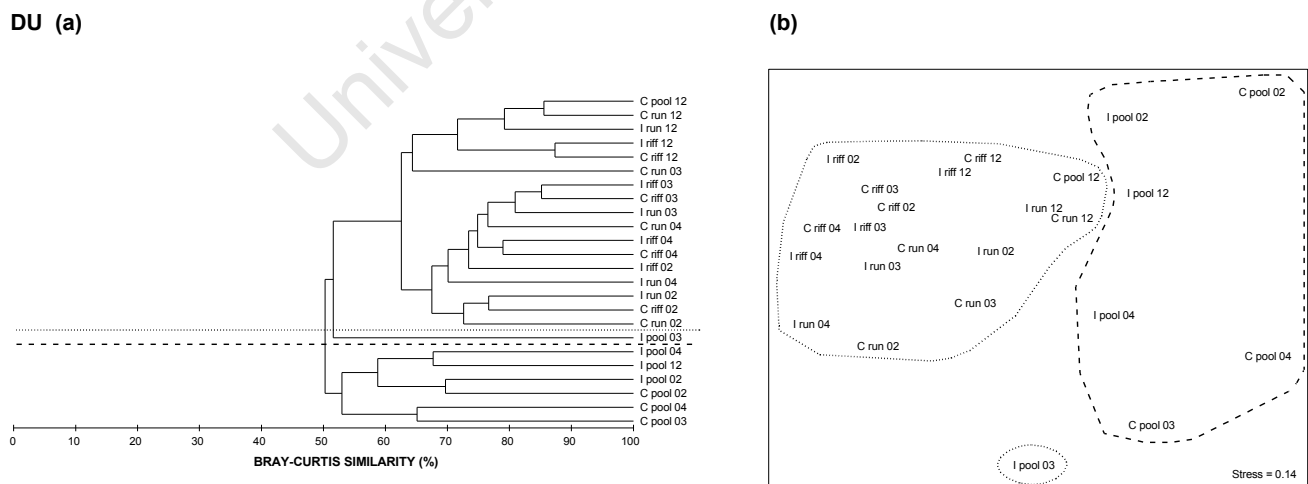 DU (a)
Univer
C pool 12
C run 12
I run 12
I riff 12
C riff 12
C run 03
I riff 03
C riff 03
I run 03
C run 04
I riff 04
C riff 04
I riff 02
I run 04
I run 02
C riff 02
C run 02
I pool 03
I pool 04
I pool 12
I pool 02
C pool 02
C pool 04
C pool 03
0 10 20 30 40 50 60 70 80 90 100
BRAY-CURTIS SIMILARITY (%)
(b)
C pool 02
I pool 02
I riff 02
C riff 12
I riff 12
C pool 12
C riff 03
I pool 12
C riff 02
I run 12
C run 12
C riff 04
I riff 03
C run 04
I run 02
I riff 04
I run 03
C run 03
I pool 04
I run 04
C run 02
C pool 04
C pool 03
I pool 03
Stress = 0.14